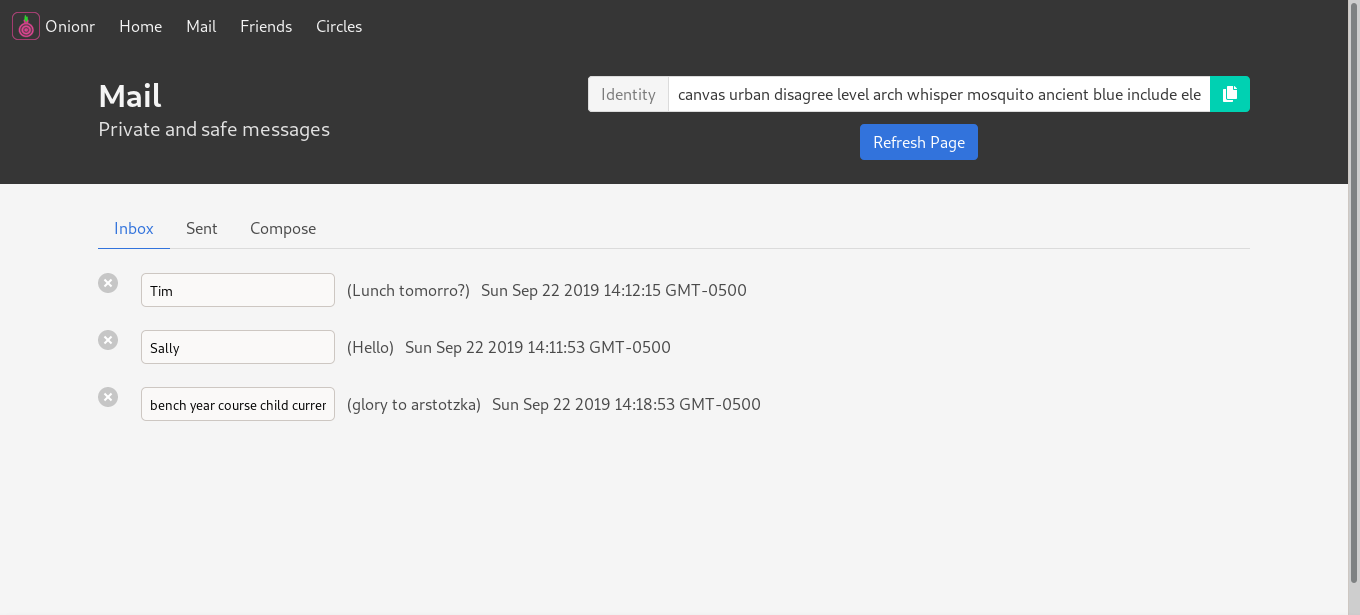 Onionr Home Mail Friends Circles
Mail
Private and safe messages
Identity canvas urban disagree level arch whisper mosquito ancient blue include ele
Refresh Page
Inbox Sent Compose
Tim (Lunch tomorro?) Sun Sep 22 2019 14:12:15 GMT-0500
Sally (Hello) Sun Sep 22 2019 14:11:53 GMT-0500
bench year course child currer (glory to arstotzka) Sun Sep 22 2019 14:18:53 GMT-0500